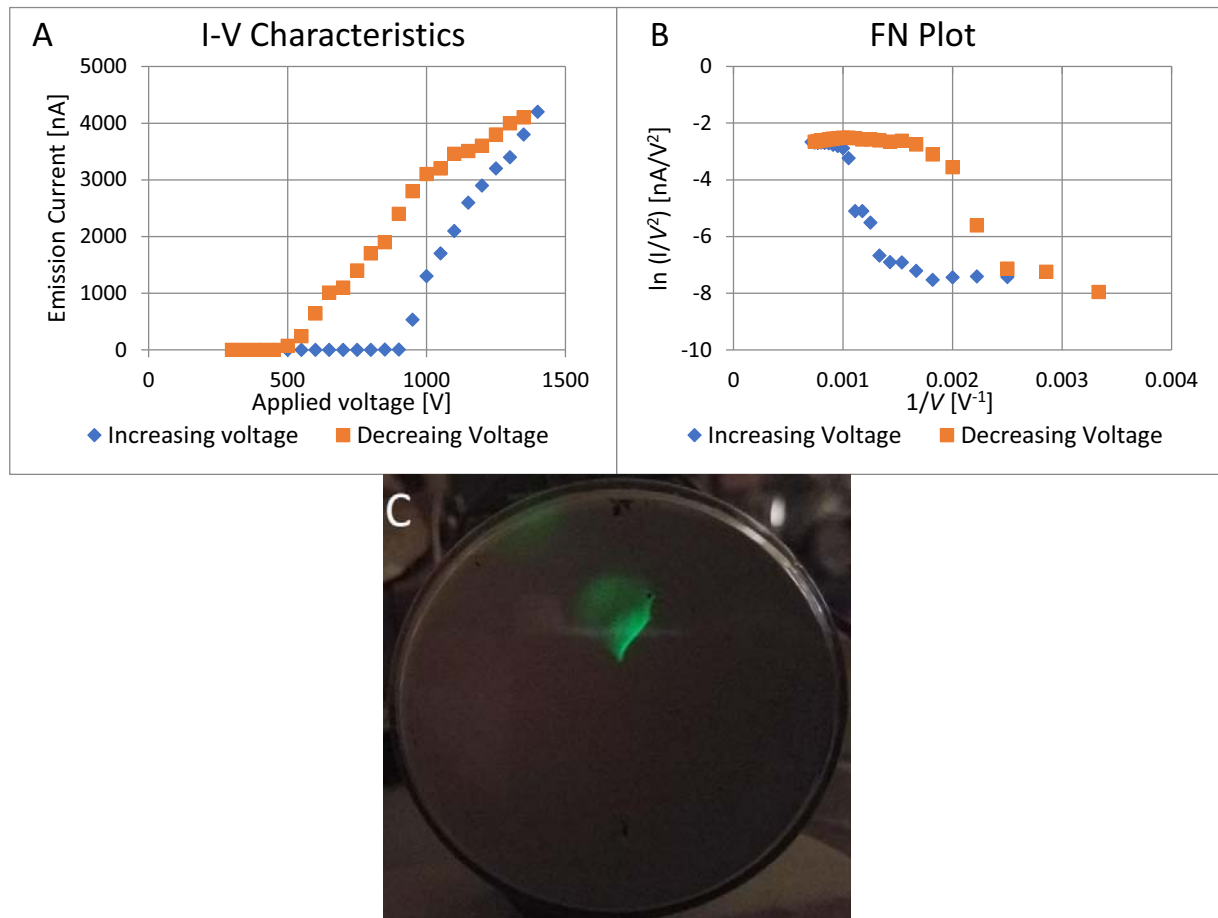 A
I-V Characteristics
Emission Current [nA]
5000
4000
3000
2000
1000
0
0
500
1000
1500
Applied voltage [V]
Increasing voltage
Decreaing Voltage
B
FN Plot
ln (I/V²) [nA/V²]
0
-2
-4
-6
-8
-10
0
0.001
0.002
0.003
0.004
1/V [V⁻¹]
Increasing Voltage
Decreasing Voltage
C